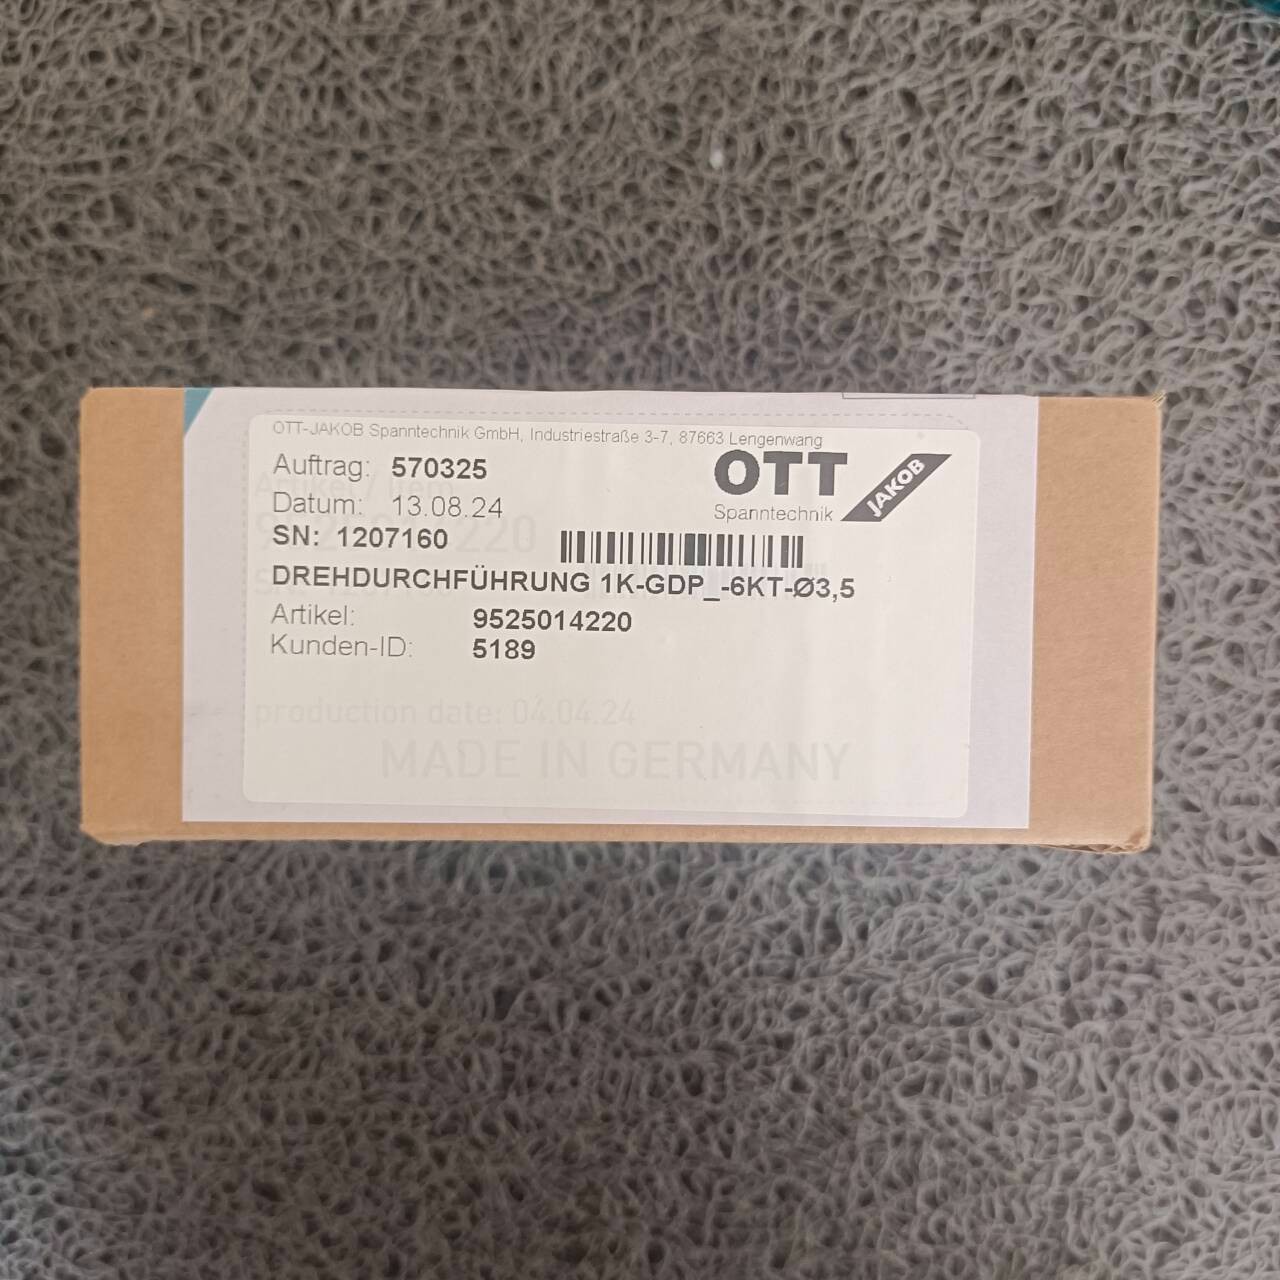 OTT-JAKOB Spanntechnik GmbH, Industriestraße 3-7, 87663 Lengenwang
Auftrag: 570325
OTT JAKOB
Spanntechnik
Datum: 13.08.24
SN: 1207160
DREHDURCHFÜHRUNG 1K-GDP_-6KT-Ø3,5
Artikel: 9525014220
Kunden-ID: 5189
production date: 04.04.24
MADE IN GERMANY